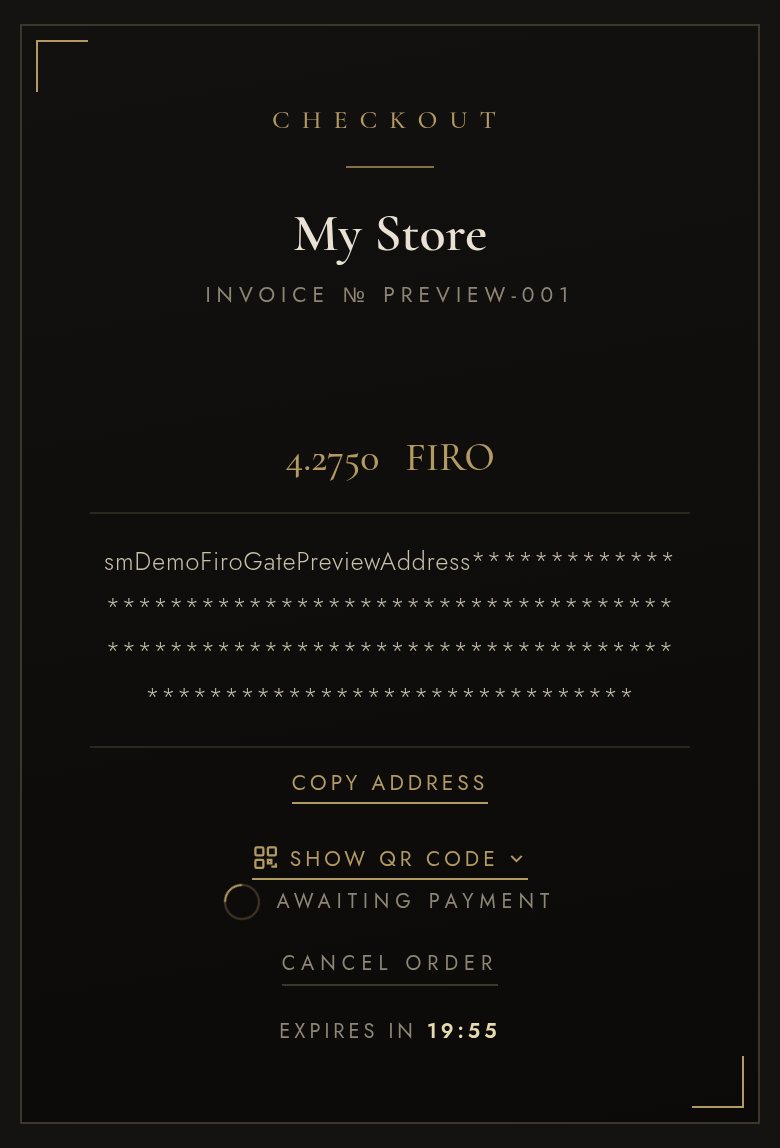 CHECKOUT
My Store
INVOICE № PREVIEW-001
4.2750 FIRO
smDemoFiroGatePreviewAddress*************
************************************
************************************
*******************************
COPY ADDRESS
SHOW QR CODE
AWAITING PAYMENT
CANCEL ORDER
EXPIRES IN 19:55